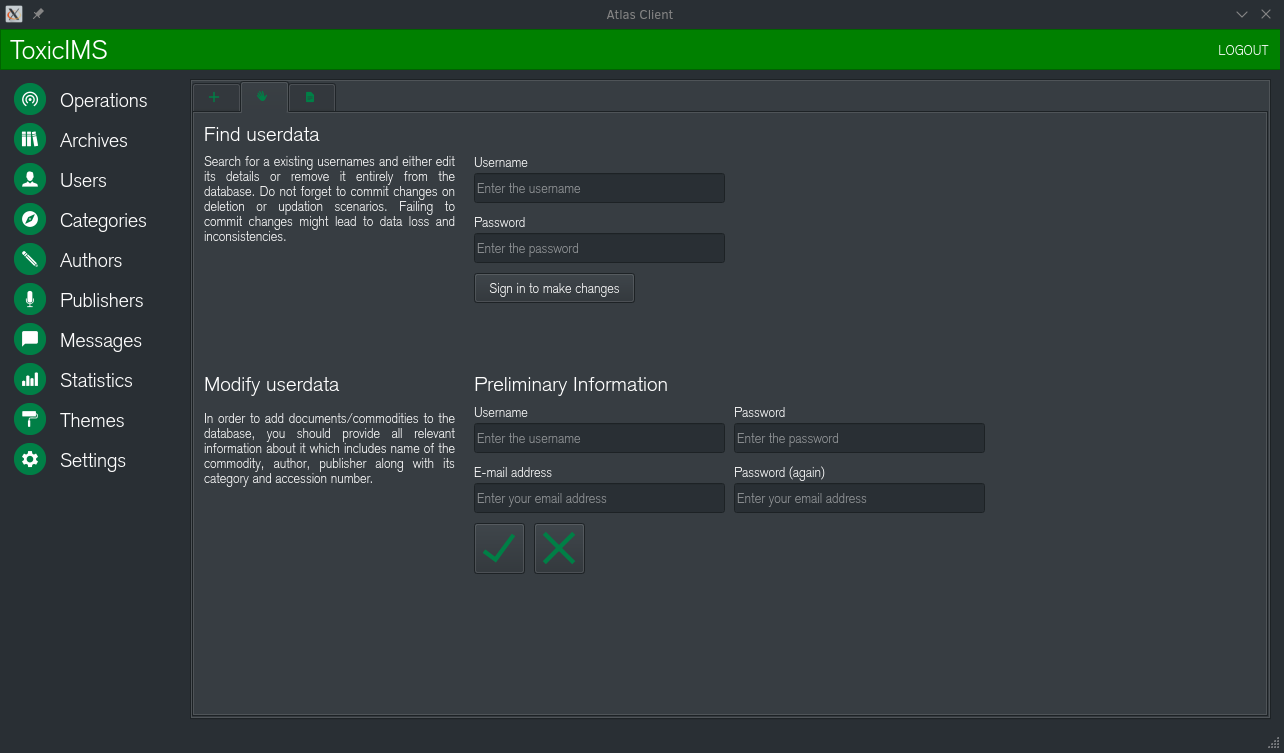 Atlas Client
ToxicIMS
LOGOUT
Operations
Archives
Users
Categories
Authors
Publishers
Messages
Statistics
Themes
Settings
Find userdata
Search for a existing usernames and either edit
its details or remove it entirely from the
database. Do not forget to commit changes on
deletion or updation scenarios. Failing to
commit changes might lead to data loss and
inconsistencies.
Username
Enter the username
Password
Enter the password
Sign in to make changes
Modify userdata
In order to add documents/commodities to the
database, you should provide all relevant
information about it which includes name of the
commodity, author, publisher along with its
category and accession number.
Preliminary Information
Username
Password
Enter the username
Enter the password
E-mail address
Password (again)
Enter your email address
Enter your email address